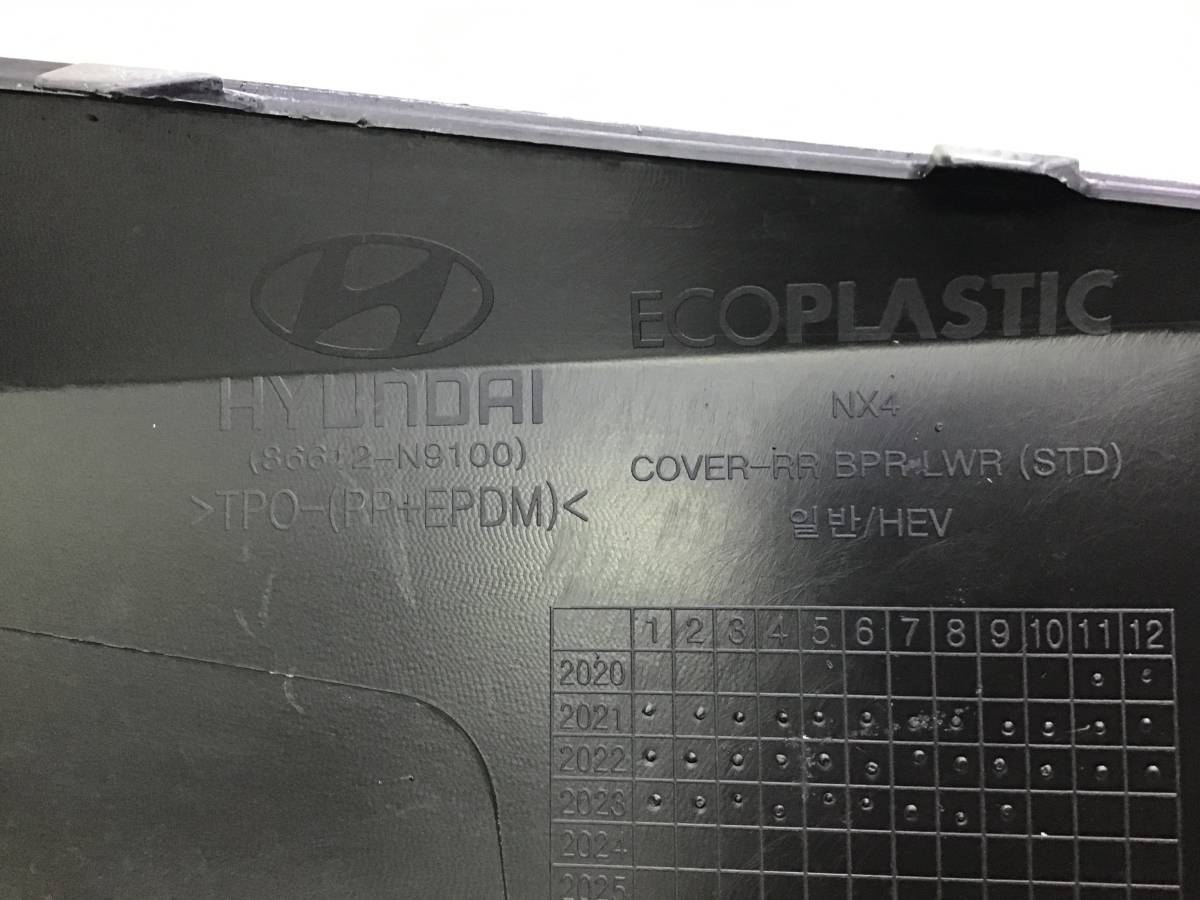 ECOPLASTIC
HYUNDAI
NX4
(86612-N9100)
COVER-RR BPR LWR (STD)
>TPO-(PP+EPDM)<
일반/HEV
1 2 3 4 5 6 7 8 9 10 11 12
2020
2021
2022
2023
2024
2025